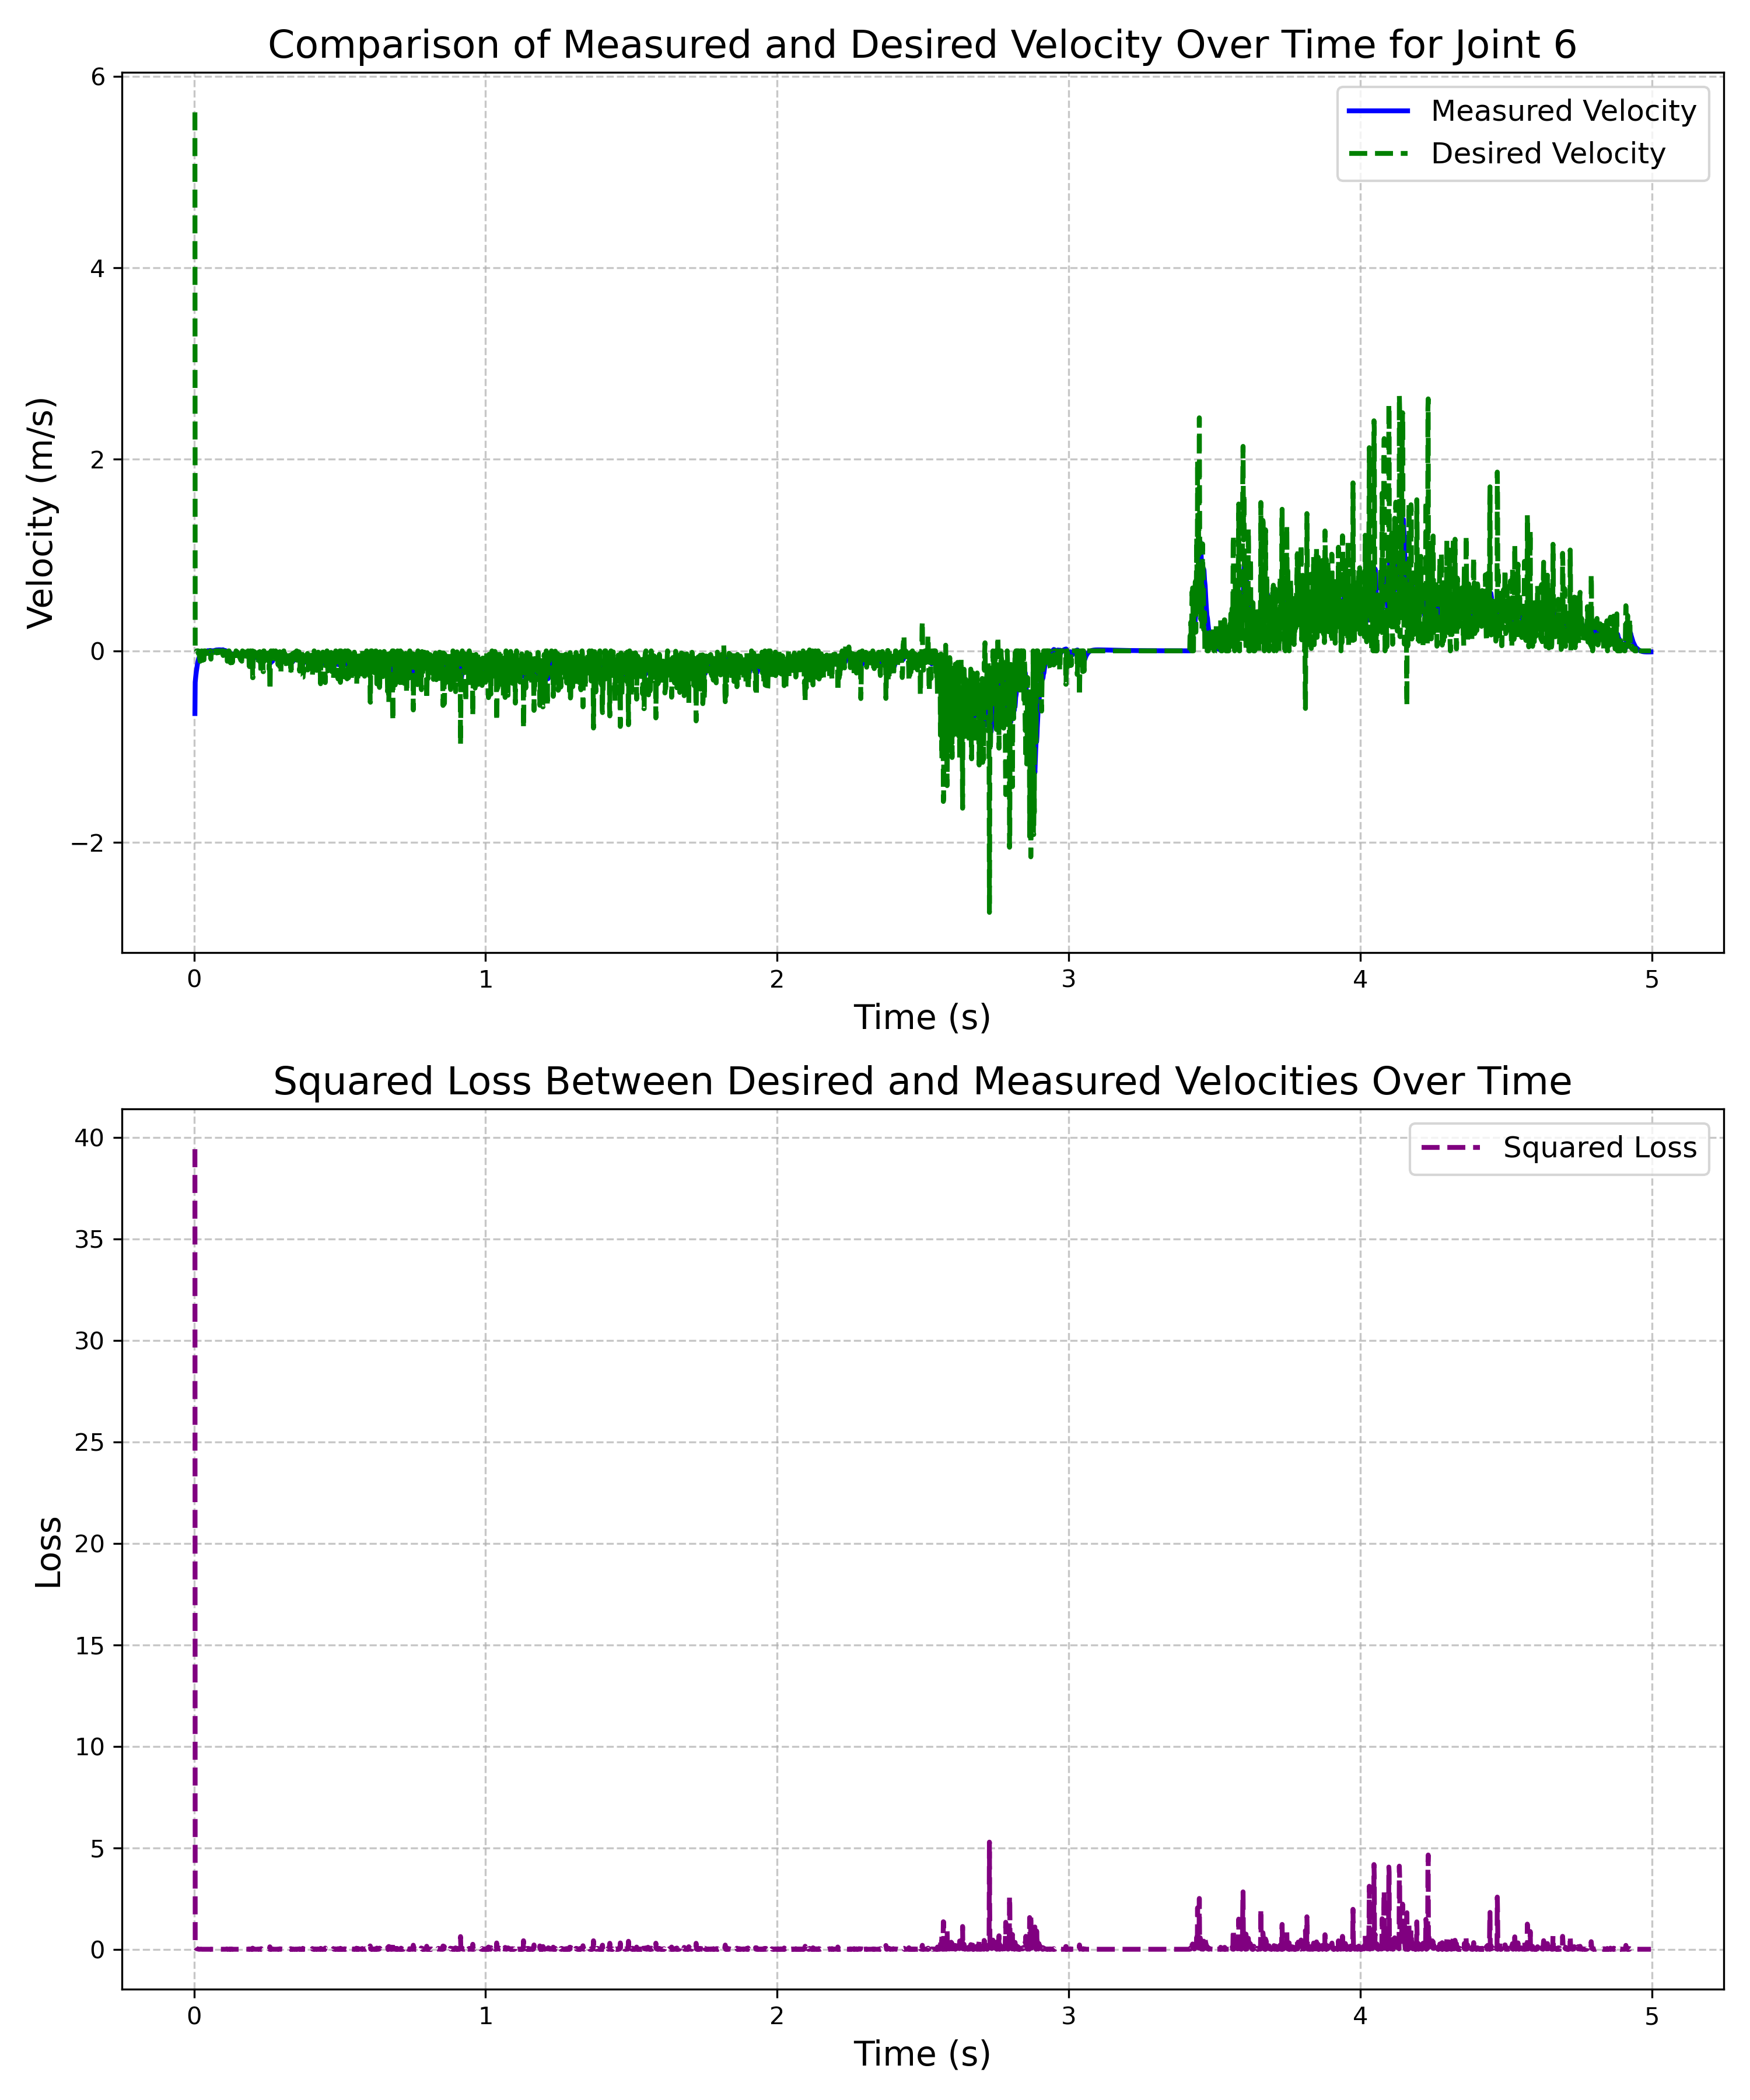 Comparison of Measured and Desired Velocity Over Time for Joint 6
6
4
2
0
−2
Velocity (m/s)
Measured Velocity
Desired Velocity
0 1 2 3 4 5
Time (s)
Squared Loss Between Desired and Measured Velocities Over Time
40
35
30
25
20
15
10
5
0
Loss
Squared Loss
0 1 2 3 4 5
Time (s)